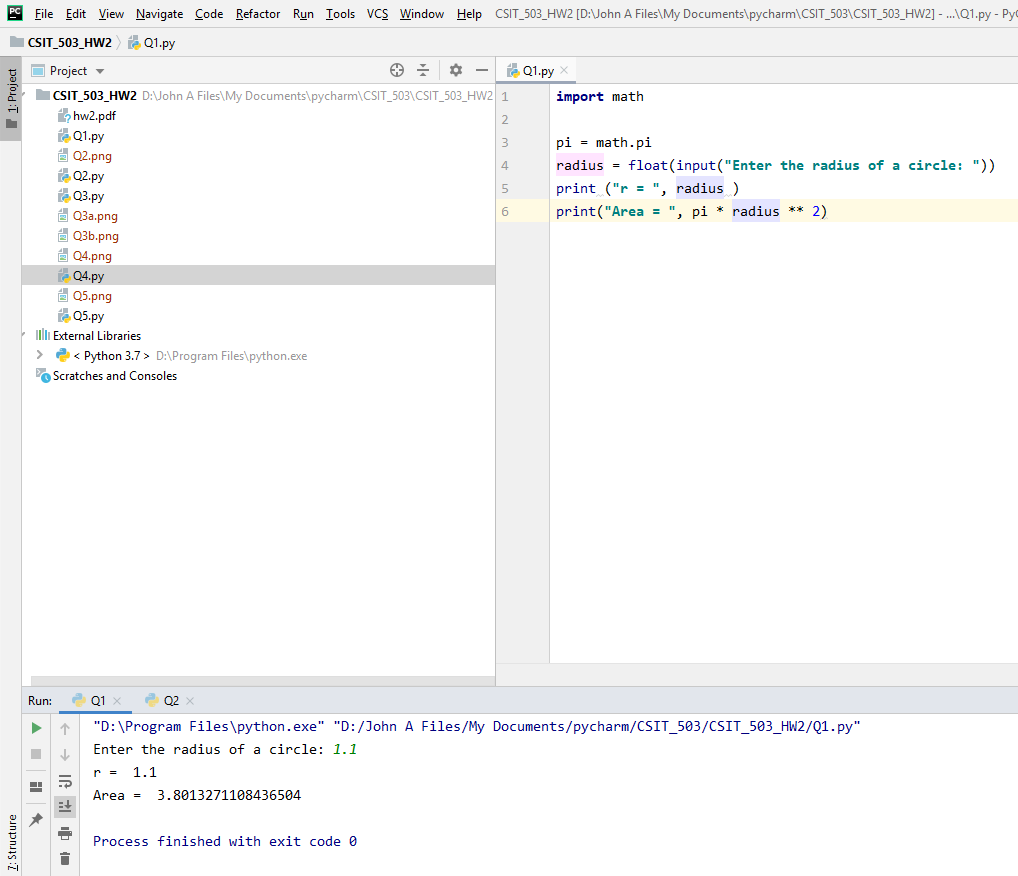 PC File Edit View Navigate Code Refactor Run Tools VCS Window Help CSIT_503_HW2 [D:\John A Files\My Documents\pycharm\CSIT_503\CSIT_503_HW2] - ...\Q1.py - PyC
CSIT_503_HW2 Q1.py
1: Project
Project
CSIT_503_HW2 D:\John A Files\My Documents\pycharm\CSIT_503\CSIT_503_HW2
hw2.pdf
Q1.py
Q2.png
Q2.py
Q3.py
Q3a.png
Q3b.png
Q4.png
Q4.py
Q5.png
Q5.py
External Libraries
< Python 3.7 > D:\Program Files\python.exe
Scratches and Consoles
Q1.py
1 import math
2
3 pi = math.pi
4 radius = float(input("Enter the radius of a circle: "))
5 print ("r = ", radius )
6 print("Area = ", pi * radius ** 2)
Run: Q1 Q2
"D:\Program Files\python.exe" "D:/John A Files/My Documents/pycharm/CSIT_503/CSIT_503_HW2/Q1.py"
Enter the radius of a circle: 1.1
r =  1.1
Area =  3.8013271108436504
Process finished with exit code 0
7: Structure